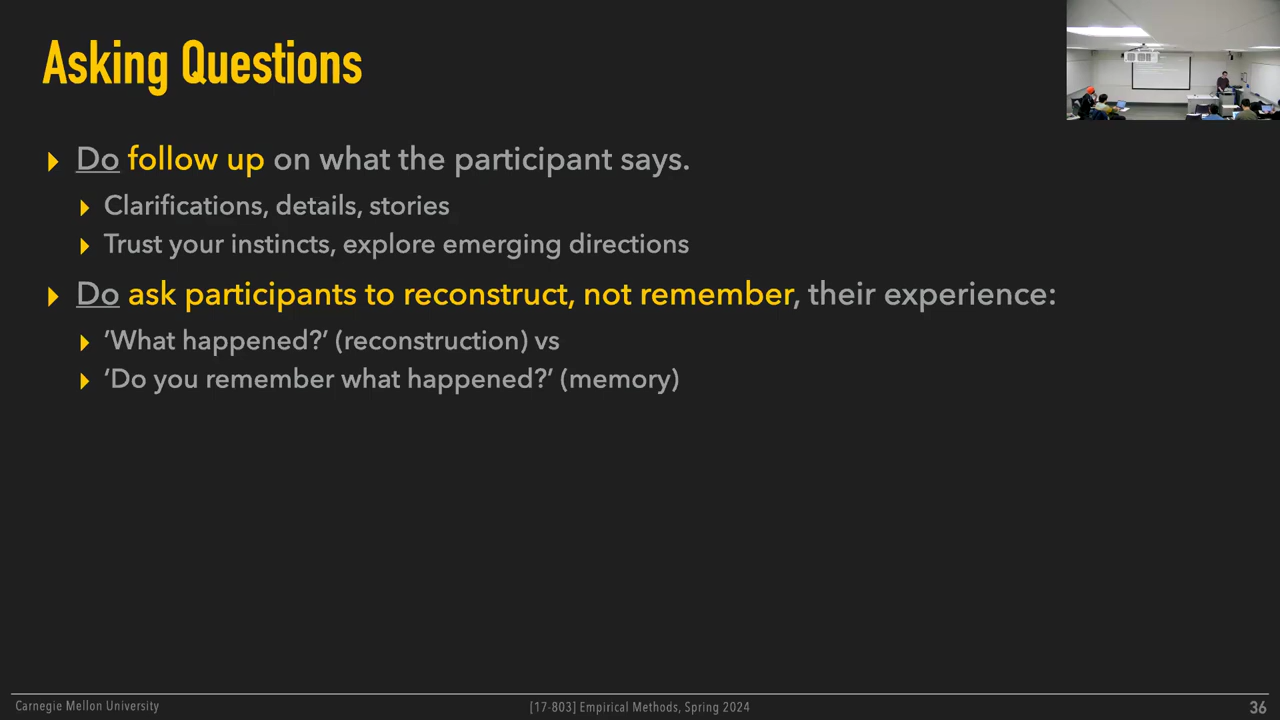 Asking Questions
Do follow up on what the participant says.
Clarifications, details, stories
Trust your instincts, explore emerging directions
Do ask participants to reconstruct, not remember, their experience:
‘What happened?’ (reconstruction) vs
‘Do you remember what happened?’ (memory)
Carnegie Mellon University
[17-803] Empirical Methods, Spring 2024
36